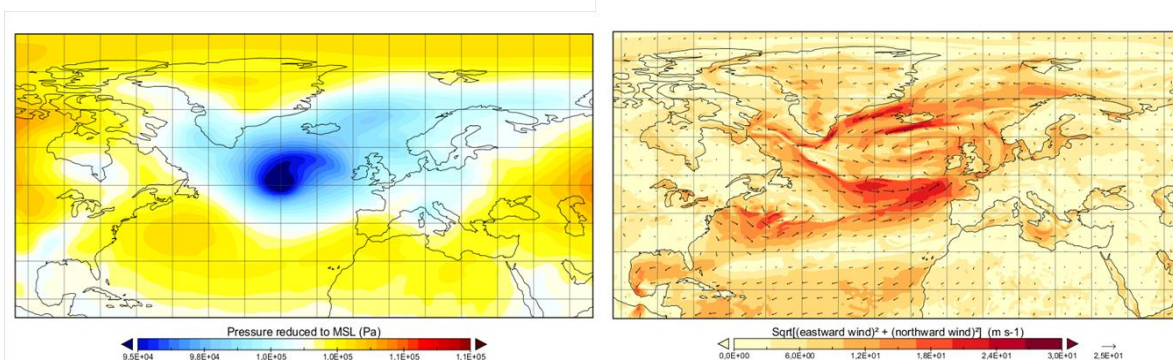 Pressure reduced to MSL (Pa)
9.5E+04 9.8E+04 1.0E+05 1.0E+05 1.1E+05 1.1E+05
Sqrt[(eastward wind)² + (northward wind)²] (m s-1)
0,0E+00 6,0E+00 1,2E+01 1,8E+01 2,4E+01 3,0E+01 2,5E+01